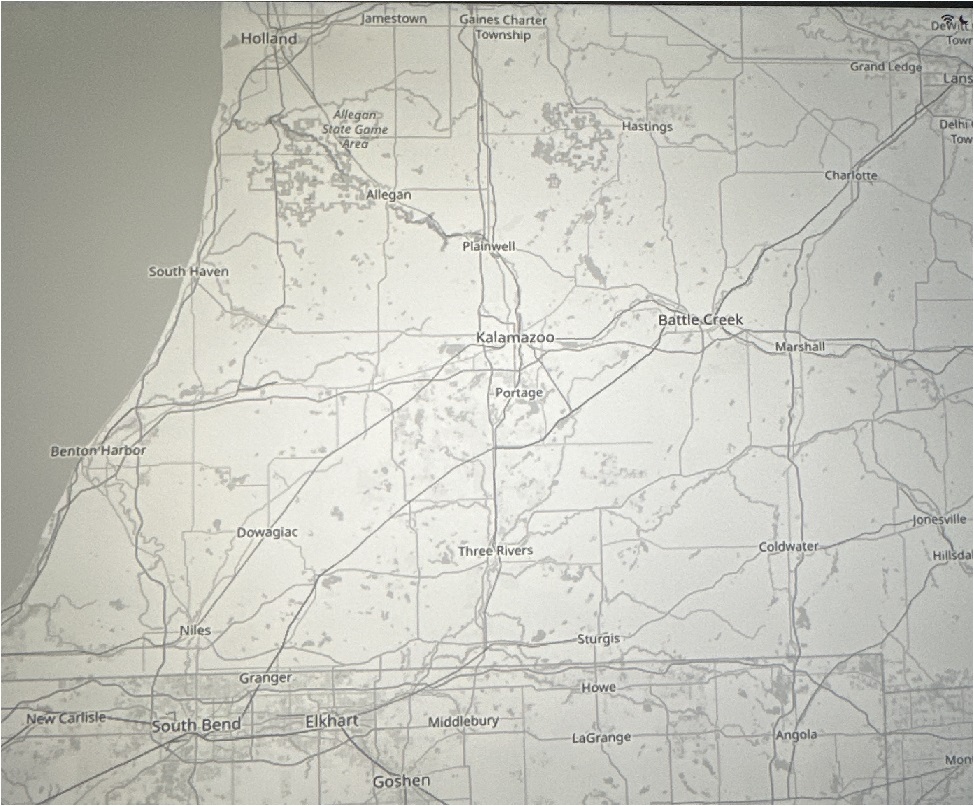 Jamestown
Gaines Charter
Township
Holland
DeWitt
Town
Grand Ledge
Lans
Allegan
State Game
Area
Hastings
Delhi
Tow
Charlotte
Allegan
Plainwell
South Haven
Battle Creek
Kalamazoo
Marshall
Portage
Benton Harbor
Jonesville
Dowagiac
Three Rivers
Coldwater
Hillsdal
Niles
Sturgis
Granger
Howe
New Carlisle
South Bend
Elkhart
Middlebury
LaGrange
Angola
Mon
Goshen